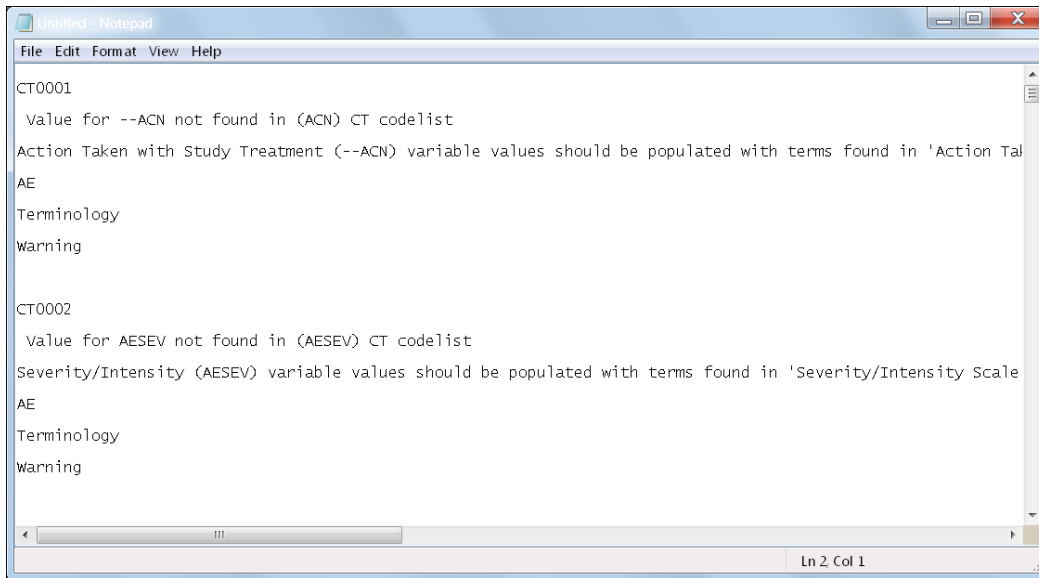 Untitled - Notepad
File Edit Format View Help
CT0001
Value for --ACN not found in (ACN) CT codelist
Action Taken with Study Treatment (--ACN) variable values should be populated with terms found in 'Action Tak
AE
Terminology
Warning
CT0002
Value for AESEV not found in (AESEV) CT codelist
Severity/Intensity (AESEV) variable values should be populated with terms found in 'Severity/Intensity Scale
AE
Terminology
Warning
Ln 2, Col 1